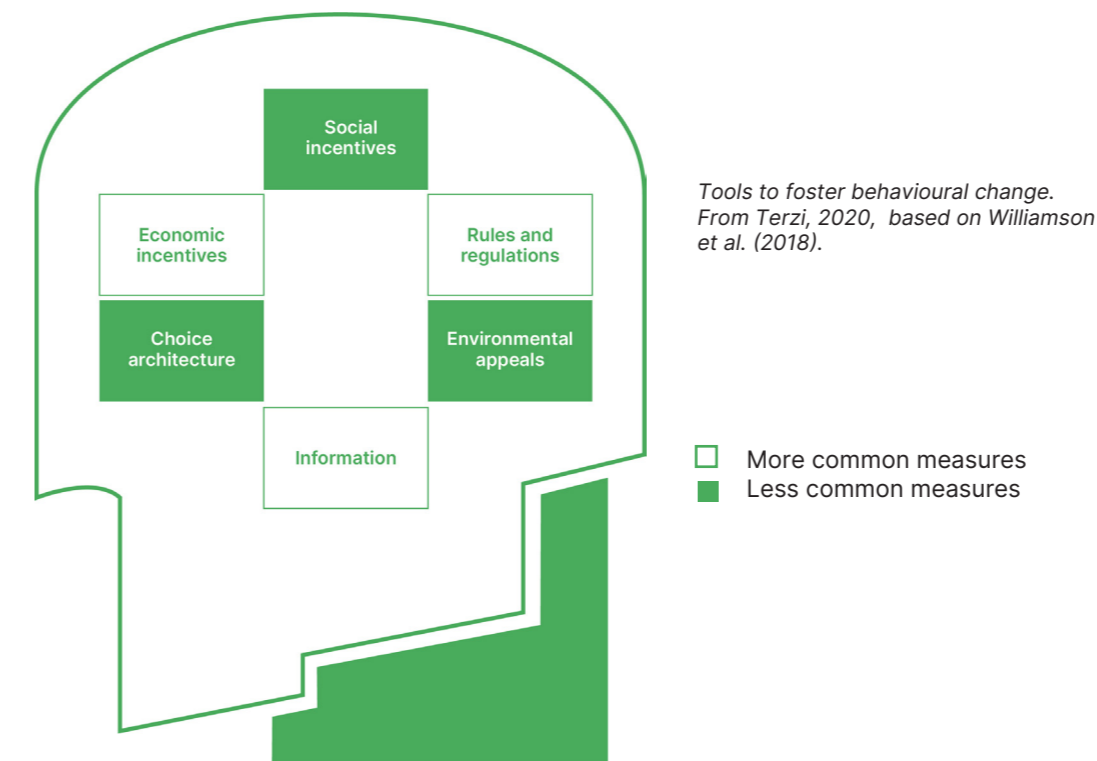 Social
incentives
Economic
incentives
Rules and
regulations
Choice
architecture
Environmental
appeals
Information
Tools to foster behavioural change.
From Terzi, 2020, based on Williamson
et al. (2018).
More common measures
Less common measures